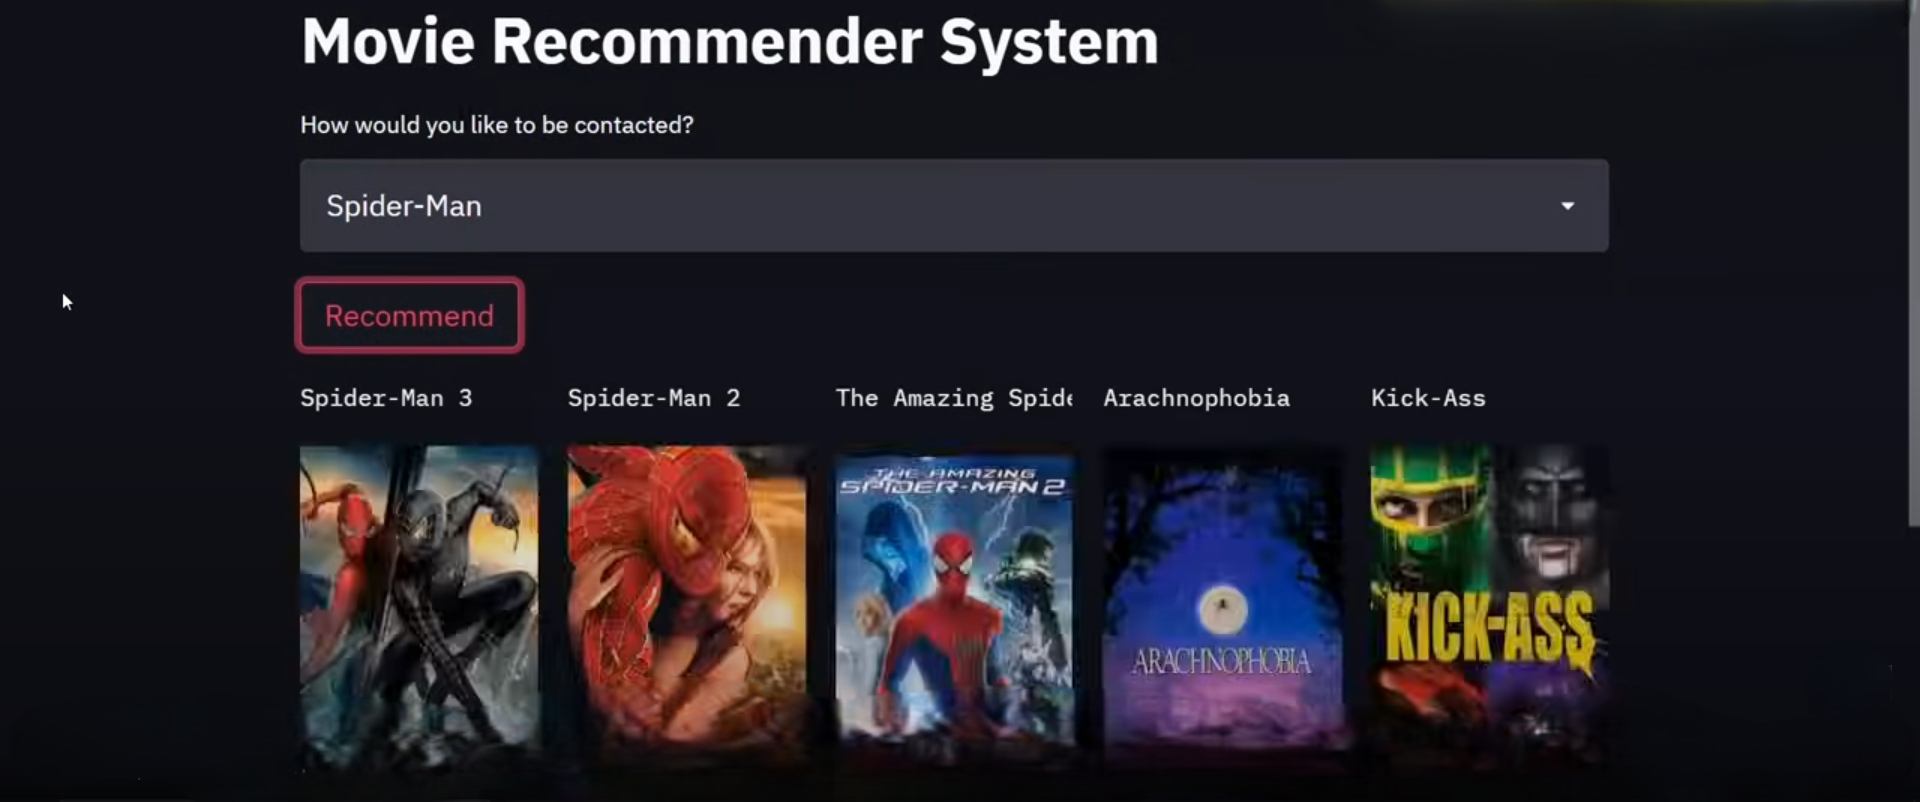 Movie Recommender System
How would you like to be contacted?
Spider-Man
Recommend
Spider-Man 3
Spider-Man 2
The Amazing Spide
Arachnophobia
Kick-Ass
THE AMAZING
SPIDER-MAN 2
ARACHNOPHOBIA
KICK-ASS